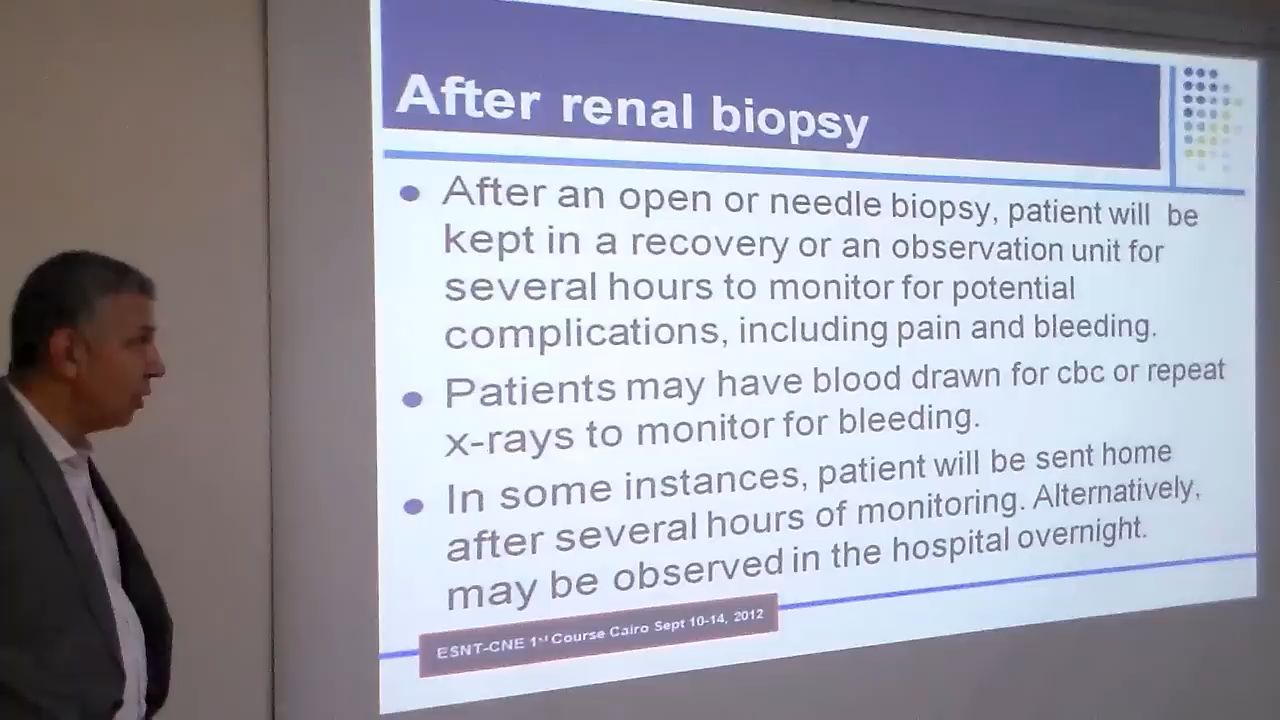 After renal biopsy
After an open or needle biopsy, patient will be
kept in a recovery or an observation unit for
several hours to monitor for potential
complications, including pain and bleeding.
Patients may have blood drawn for cbc or repeat
x-rays to monitor for bleeding.
In some instances, patient will be sent home
after several hours of monitoring. Alternatively,
may be observed in the hospital overnight.
ESNT-CNE 1st Course Cairo Sept 10-14, 2012